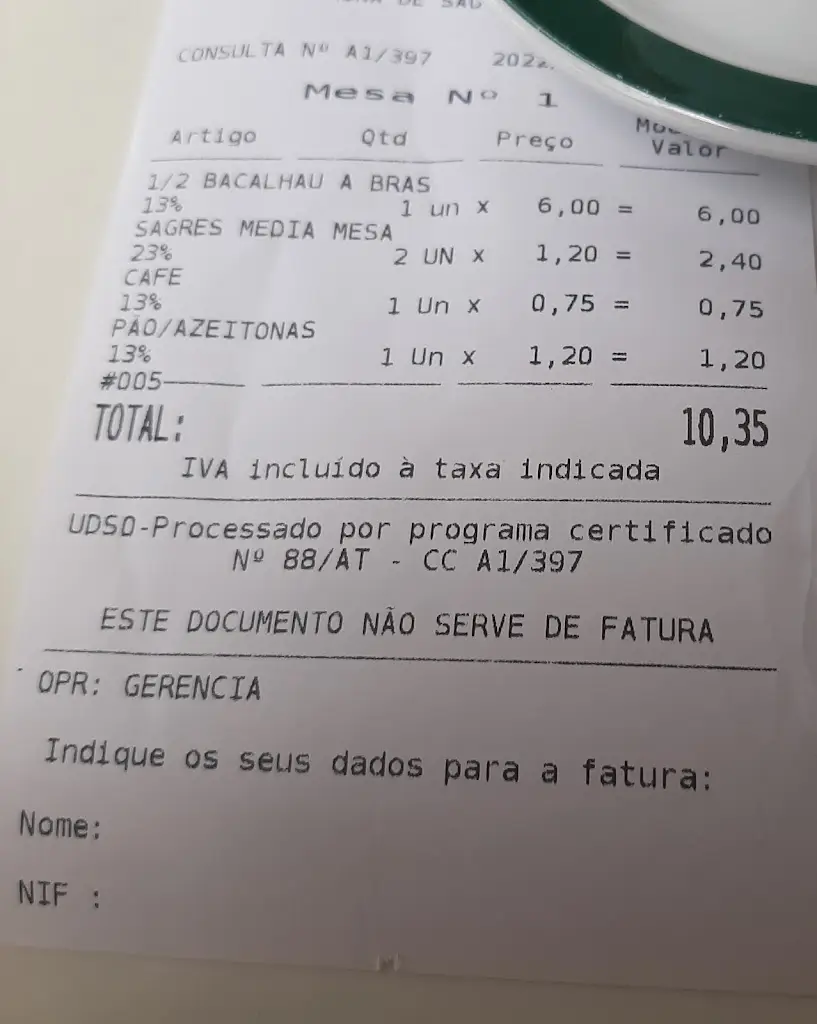 CONSULTA Nº A1/397
Mesa Nº 1
Artigo Qtd Preço Valor
1/2 BACALHAU A BRAS
13% 1 un x 6,00 = 6,00
SAGRES MEDIA MESA
23% 2 UN x 1,20 = 2,40
CAFE
13% 1 Un x 0,75 = 0,75
PÃO/AZEITONAS
13% 1 Un x 1,20 = 1,20
#005
TOTAL: 10,35
IVA incluído à taxa indicada
UDSO-Processado por programa certificado
Nº 88/AT - CC A1/397
ESTE DOCUMENTO NÃO SERVE DE FATURA
OPR: GERENCIA
Indique os seus dados para a fatura:
Nome:
NIF :